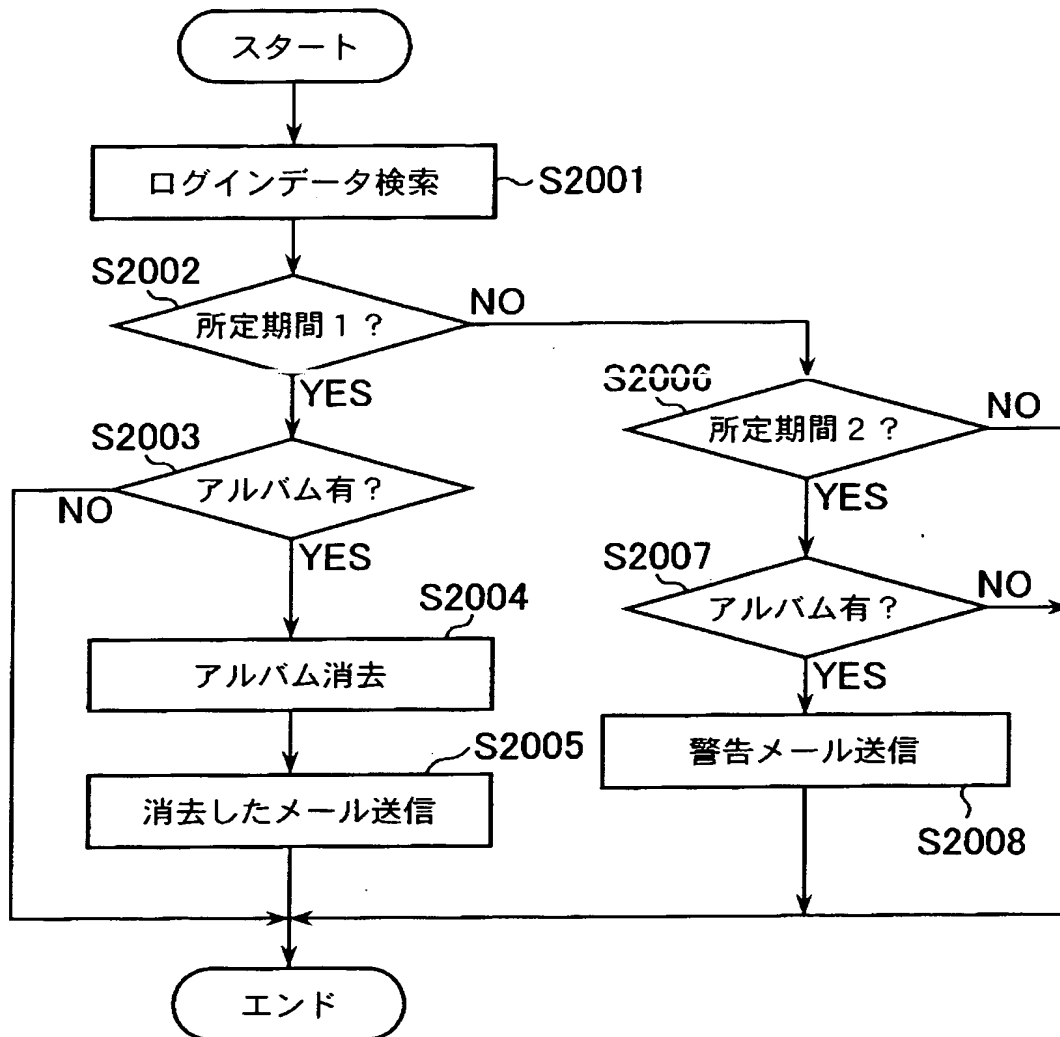 スタート
ログインデータ検索
S2001
S2002
所定期間1?
NO
YES
S2003
アルバム有?
NO
YES
S2004
アルバム消去
S2005
消去したメール送信
S2006
所定期間2?
NO
YES
S2007
アルバム有?
NO
YES
警告メール送信
S2008
エンド